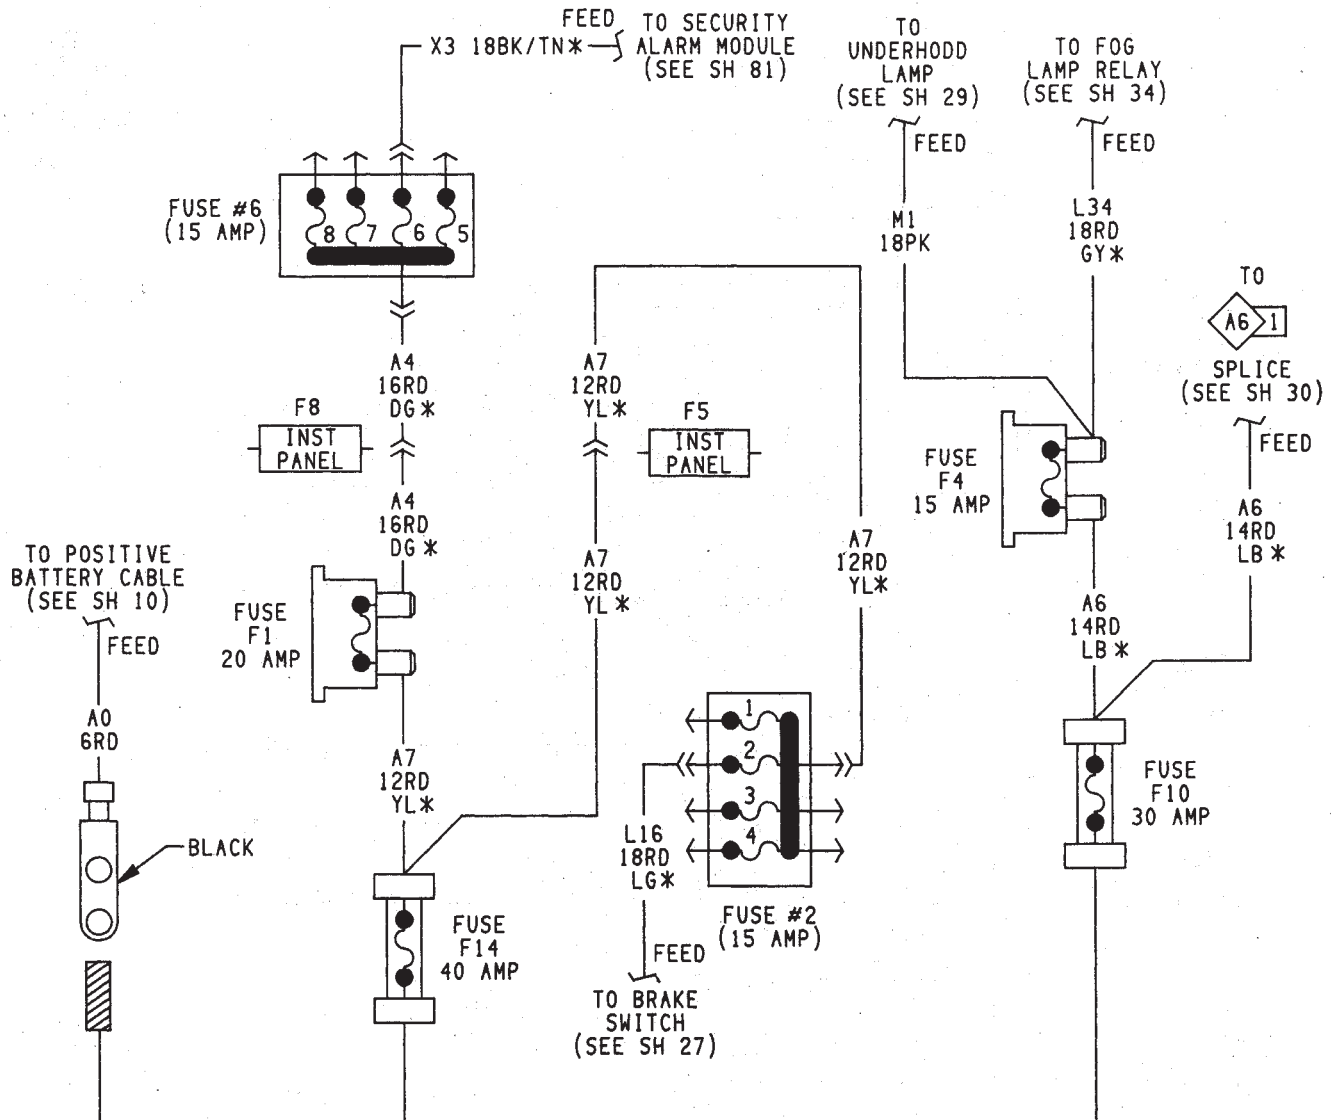 FEED
X3 18BK/TN*
TO SECURITY
ALARM MODULE
(SEE SH 81)
TO
UNDERHODD
LAMP
(SEE SH 29)
FEED
TO FOG
LAMP RELAY
(SEE SH 34)
FEED
FUSE #6
(15 AMP)
8
7
6
5
M1
18PK
L34
18RD
GY*
TO
A6
1
SPLICE
(SEE SH 30)
FEED
A4
16RD
DG*
F8
INST
PANEL
A7
12RD
YL*
F5
INST
PANEL
FUSE
F4
15 AMP
A4
16RD
DG*
A7
12RD
YL*
A7
12RD
YL*
A6
14RD
LB*
TO POSITIVE
BATTERY CABLE
(SEE SH 10)
FEED
FUSE
F1
20 AMP
A6
14RD
LB*
A0
6RD
A7
12RD
YL*
1
2
3
4
FUSE
F10
30 AMP
BLACK
L16
18RD
LG*
FUSE
F14
40 AMP
FUSE #2
(15 AMP)
FEED
TO BRAKE
SWITCH
(SEE SH 27)